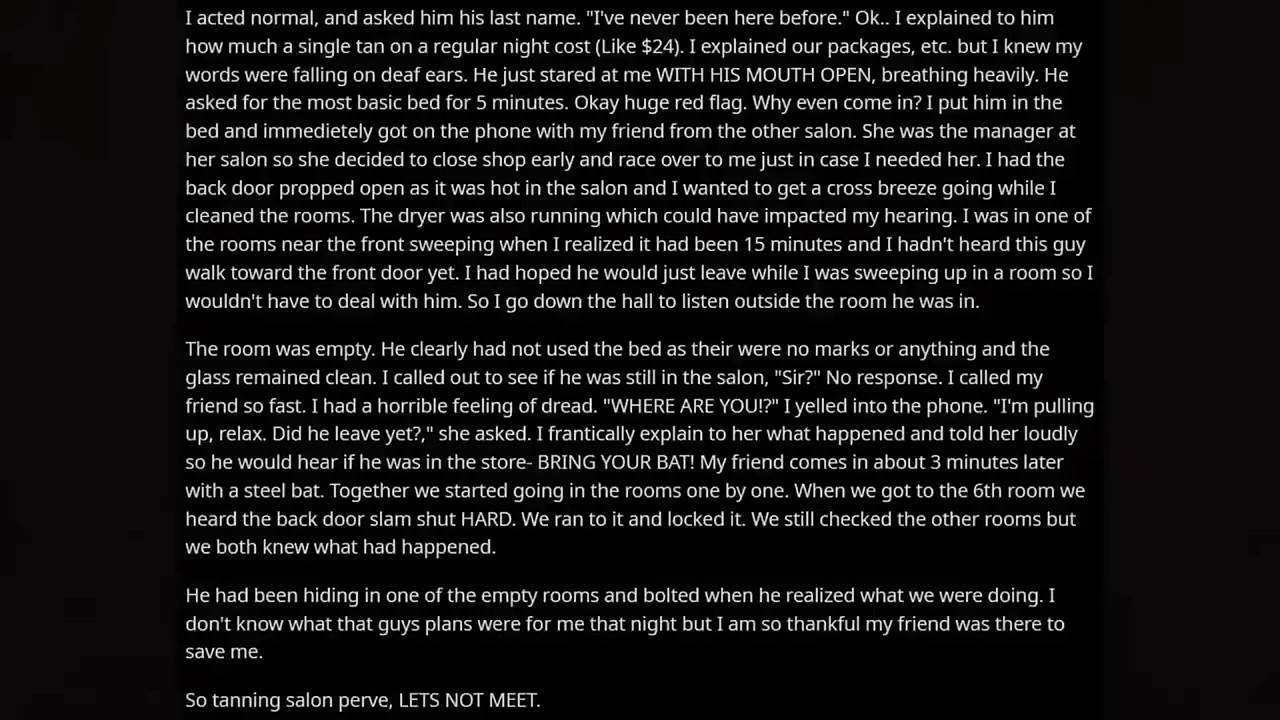 I acted normal, and asked him his last name. "I've never been here before." Ok.. I explained to him
how much a single tan on a regular night cost (Like $24). I explained our packages, etc. but I knew my
words were falling on deaf ears. He just stared at me WITH HIS MOUTH OPEN, breathing heavily. He
asked for the most basic bed for 5 minutes. Okay huge red flag. Why even come in? I put him in the
bed and immedietely got on the phone with my friend from the other salon. She was the manager at
her salon so she decided to close shop early and race over to me just in case I needed her. I had the
back door propped open as it was hot in the salon and I wanted to get a cross breeze going while I
cleaned the rooms. The dryer was also running which could have impacted my hearing. I was in one of
the rooms near the front sweeping when I realized it had been 15 minutes and I hadn't heard this guy
walk toward the front door yet. I had hoped he would just leave while I was sweeping up in a room so I
wouldn't have to deal with him. So I go down the hall to listen outside the room he was in.
The room was empty. He clearly had not used the bed as their were no marks or anything and the
glass remained clean. I called out to see if he was still in the salon, "Sir?" No response. I called my
friend so fast. I had a horrible feeling of dread. "WHERE ARE YOU!?" I yelled into the phone. "I'm pulling
up, relax. Did he leave yet?," she asked. I frantically explain to her what happened and told her loudly
so he would hear if he was in the store- BRING YOUR BAT! My friend comes in about 3 minutes later
with a steel bat. Together we started going in the rooms one by one. When we got to the 6th room we
heard the back door slam shut HARD. We ran to it and locked it. We still checked the other rooms but
we both knew what had happened.
He had been hiding in one of the empty rooms and bolted when he realized what we were doing. I
don't know what that guys plans were for me that night but I am so thankful my friend was there to
save me.
So tanning salon perve, LETS NOT MEET.